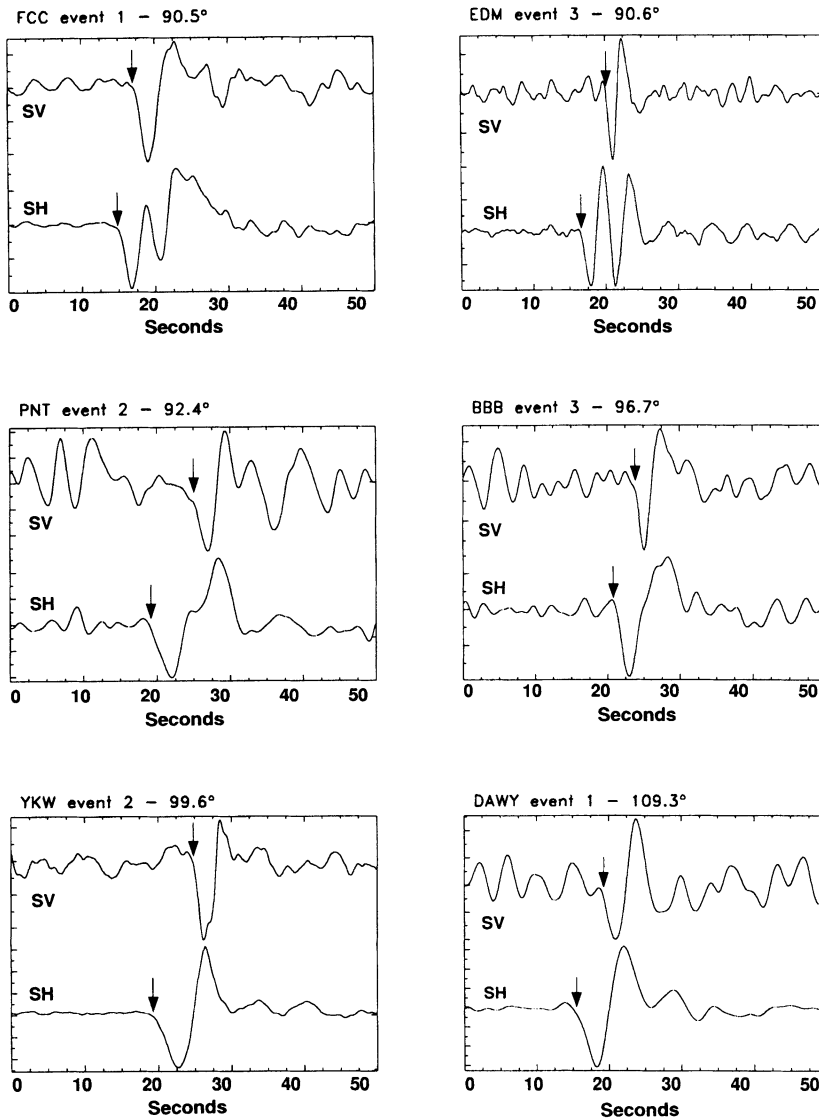 FCC event 1 – 90.5°
SV
SH
0 10 20 30 40 50
Seconds
EDM event 3 – 90.6°
SV
SH
0 10 20 30 40 50
Seconds
PNT event 2 – 92.4°
SV
SH
0 10 20 30 40 50
Seconds
BBB event 3 – 96.7°
SV
SH
0 10 20 30 40 50
Seconds
YKW event 2 – 99.6°
SV
SH
0 10 20 30 40 50
Seconds
DAWY event 1 – 109.3°
SV
SH
0 10 20 30 40 50
Seconds